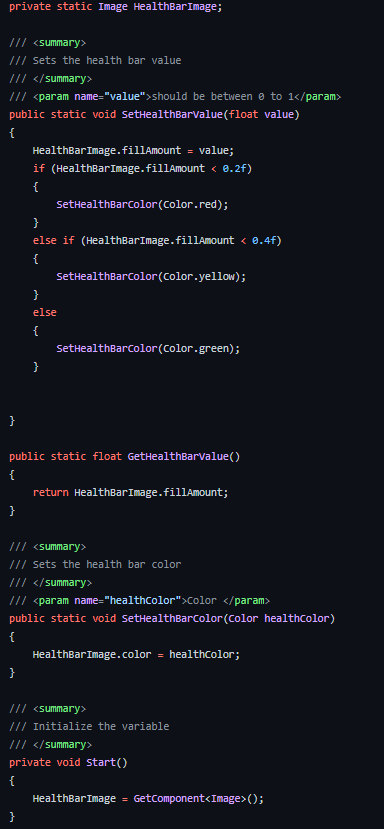 private static Image HealthBarImage;
/// <summary>
/// Sets the health bar value
/// </summary>
/// <param name="value">should be between 0 to 1</param>
public static void SetHealthBarValue(float value)
{
    HealthBarImage.fillAmount = value;
    if (HealthBarImage.fillAmount < 0.2f)
    {
        SetHealthBarColor(Color.red);
    }
    else if (HealthBarImage.fillAmount < 0.4f)
    {
        SetHealthBarColor(Color.yellow);
    }
    else
    {
        SetHealthBarColor(Color.green);
    }
}
public static float GetHealthBarValue()
{
    return HealthBarImage.fillAmount;
}
/// <summary>
/// Sets the health bar color
/// </summary>
/// <param name="healthColor">Color </param>
public static void SetHealthBarColor(Color healthColor)
{
    HealthBarImage.color = healthColor;
}
/// <summary>
/// Initialize the variable
/// </summary>
private void Start()
{
    HealthBarImage = GetComponent<Image>();
}